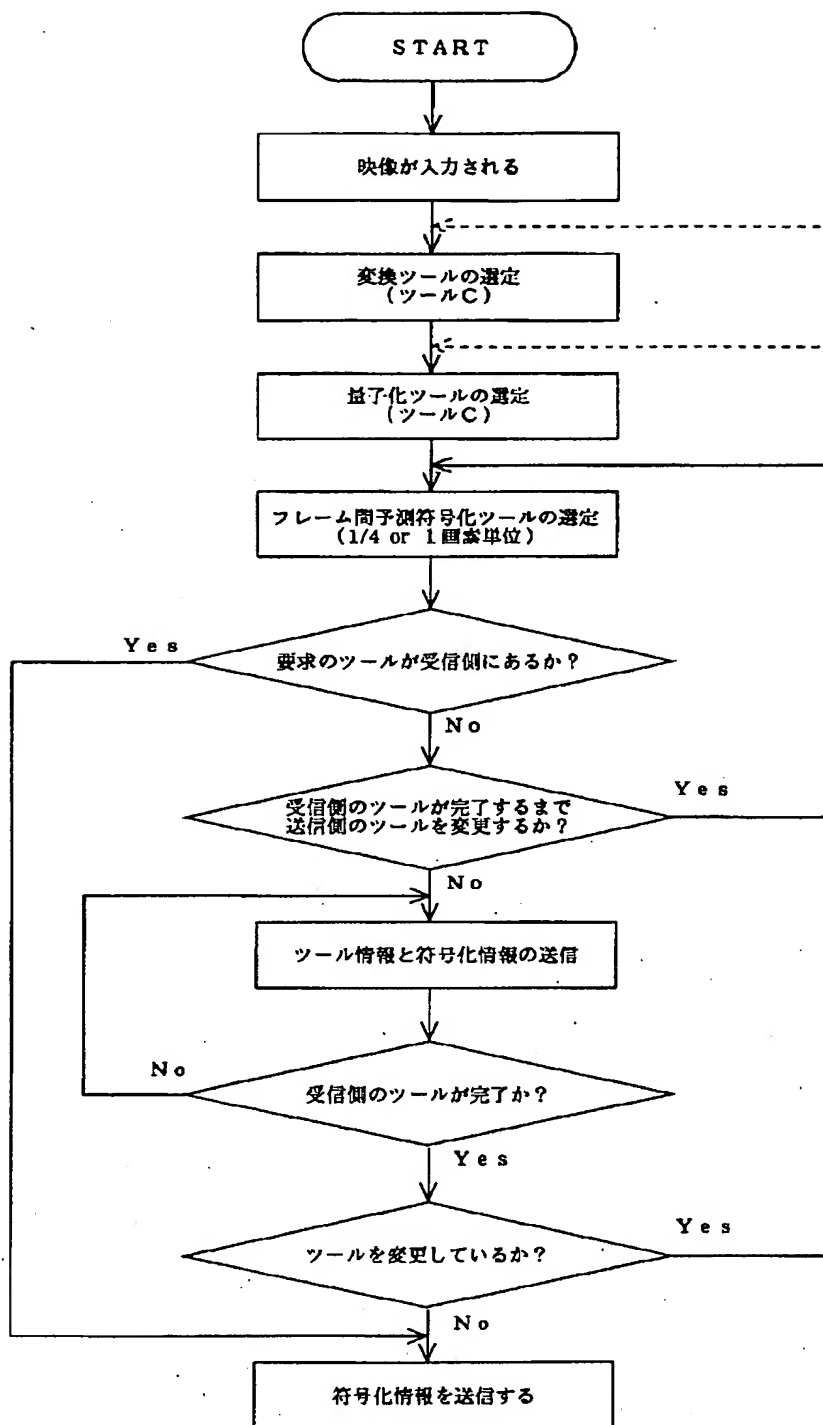 START
映像が入力される
変換ツールの選定
(ツールC)
量子化ツールの選定
(ツールC)
フレーム間予測符号化ツールの選定
(1/4 or 1画素単位)
Yes
要求のツールが受信側にあるか?
No
受信側のツールが完了するまで
送信側のツールを変更するか?
Yes
No
ツール情報と符号化情報の送信
No
受信側のツールが完了か?
Yes
ツールを変更しているか?
Yes
No
符号化情報を送信する